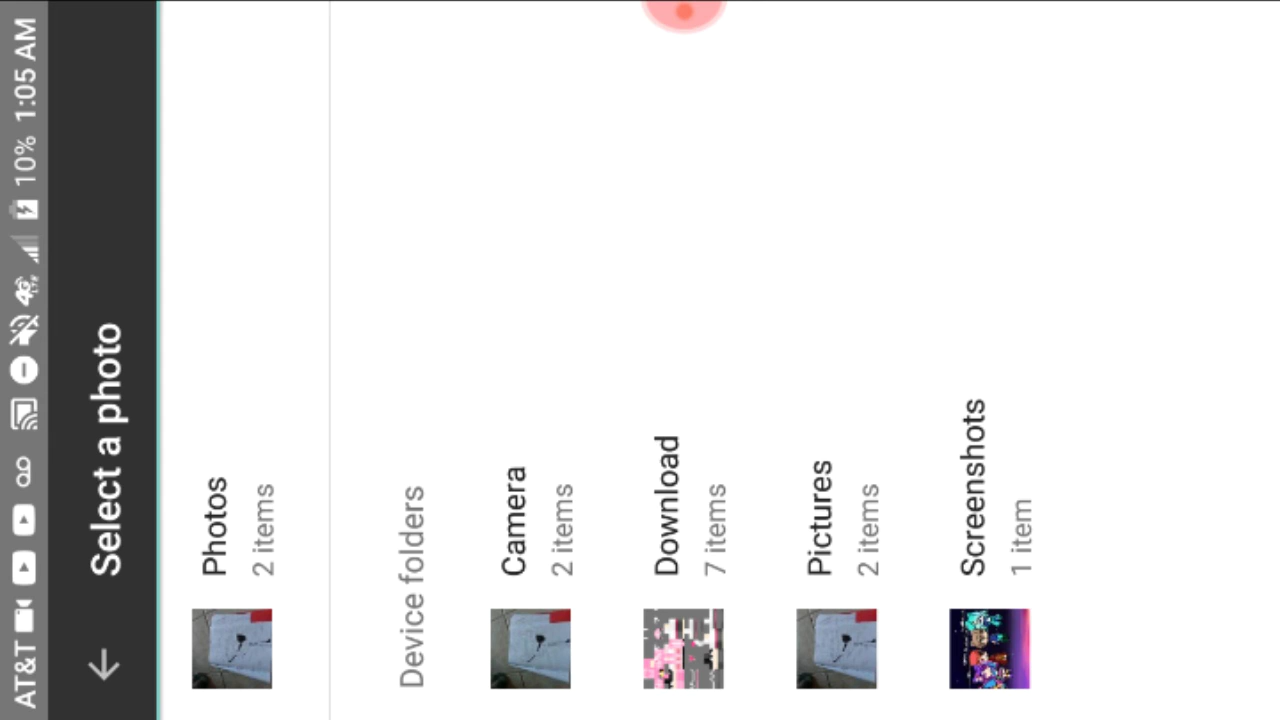 AT&T 10% 1:05 AM
Select a photo
Photos
2 items
Device folders
Camera
2 items
Download
7 items
Pictures
2 items
Screenshots
1 item